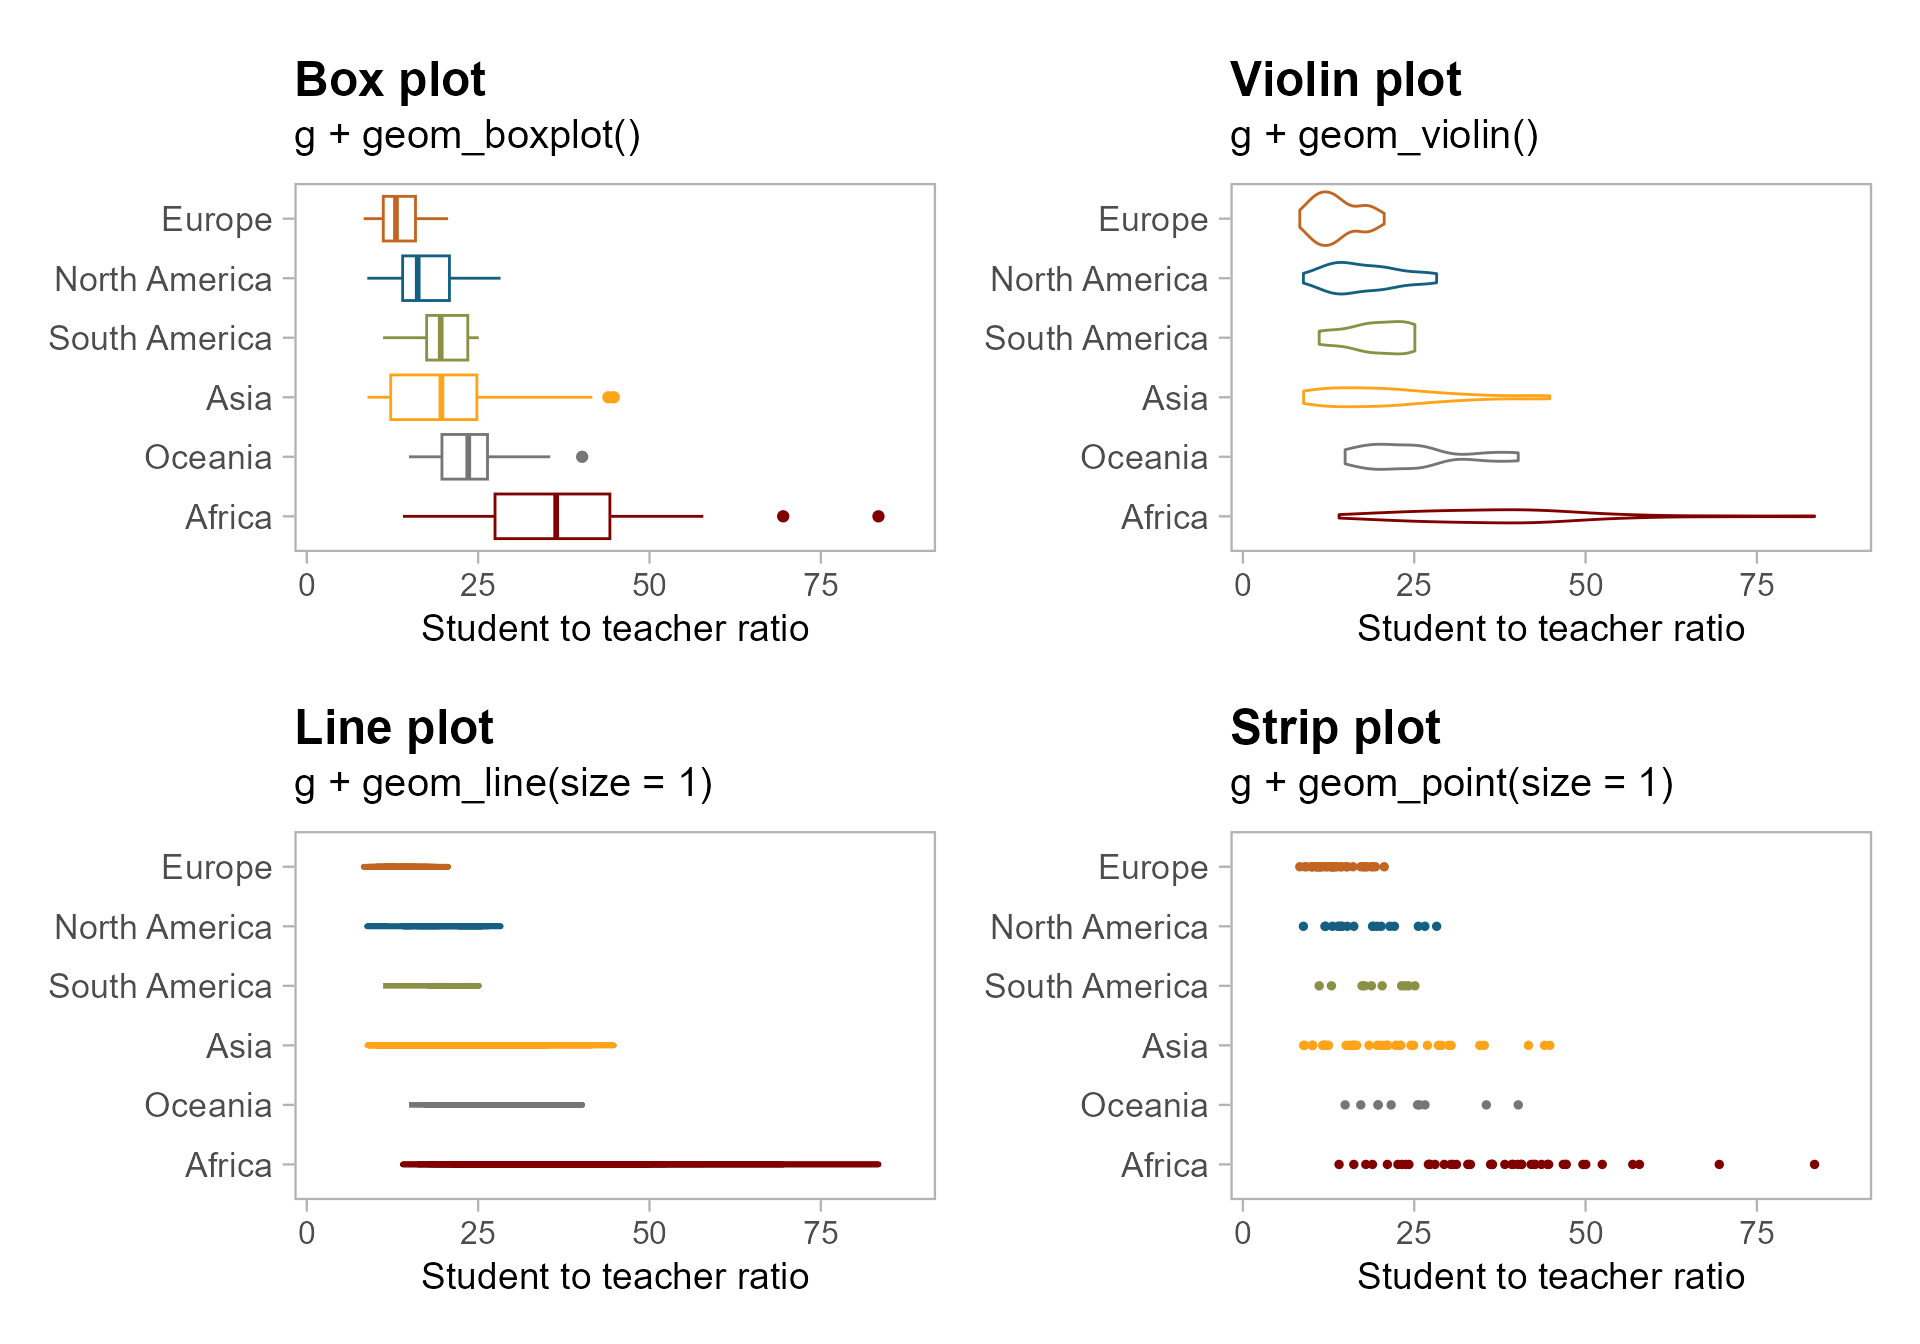 Box plot
g + geom_boxplot()
Europe
North America
South America
Asia
Oceania
Africa
0 25 50 75
Student to teacher ratio
Violin plot
g + geom_violin()
Europe
North America
South America
Asia
Oceania
Africa
0 25 50 75
Student to teacher ratio
Line plot
g + geom_line(size = 1)
Europe
North America
South America
Asia
Oceania
Africa
0 25 50 75
Student to teacher ratio
Strip plot
g + geom_point(size = 1)
Europe
North America
South America
Asia
Oceania
Africa
0 25 50 75
Student to teacher ratio